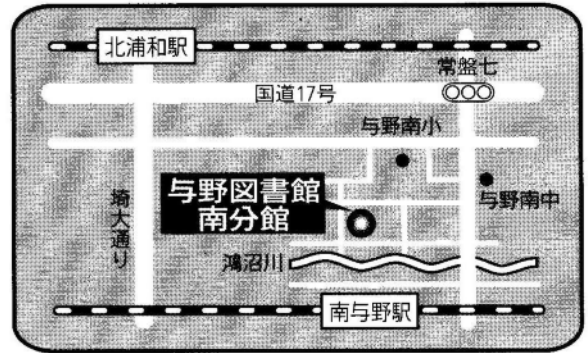 北浦和駅
常盤七
国道17号
与野南小
与野図書館
南分館
与野南中
埼大通り
鴻沼川
南与野駅